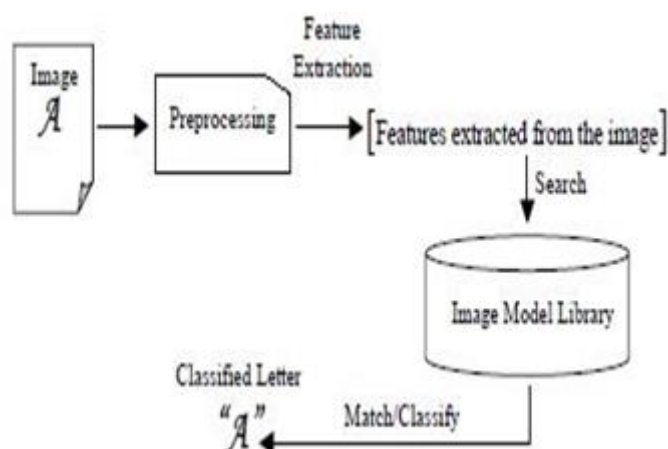 Image
A
Preprocessing
Feature
Extraction
[Features extracted from the image]
Search
Image Model Library
Match/Classify
Classified Letter
“A”